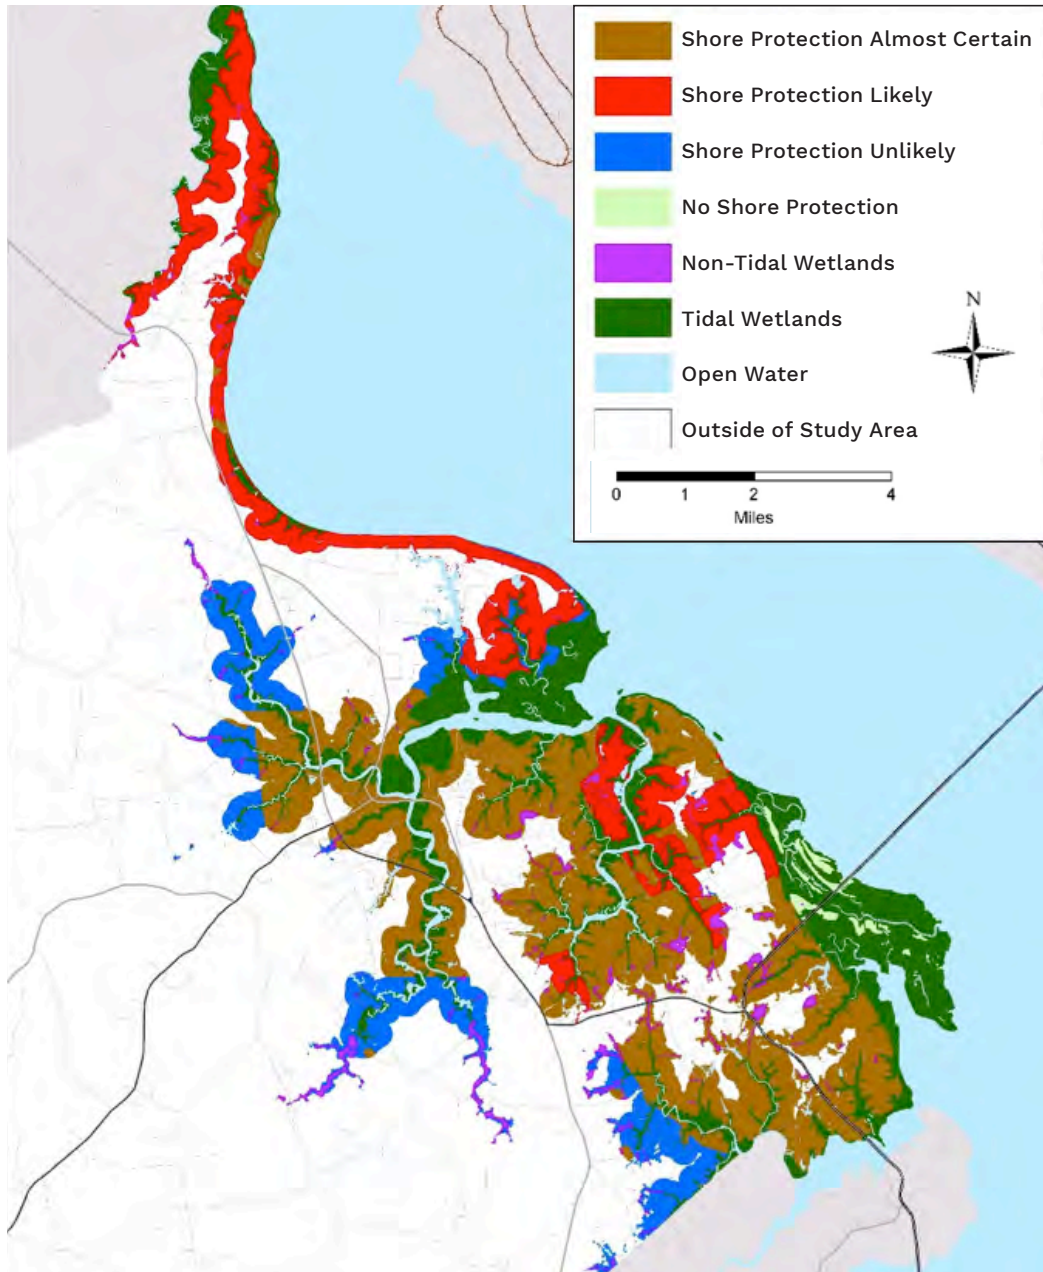 Shore Protection Almost Certain
Shore Protection Likely
Shore Protection Unlikely
No Shore Protection
Non-Tidal Wetlands
Tidal Wetlands
Open Water
Outside of Study Area
N
0 1 2 4
Miles